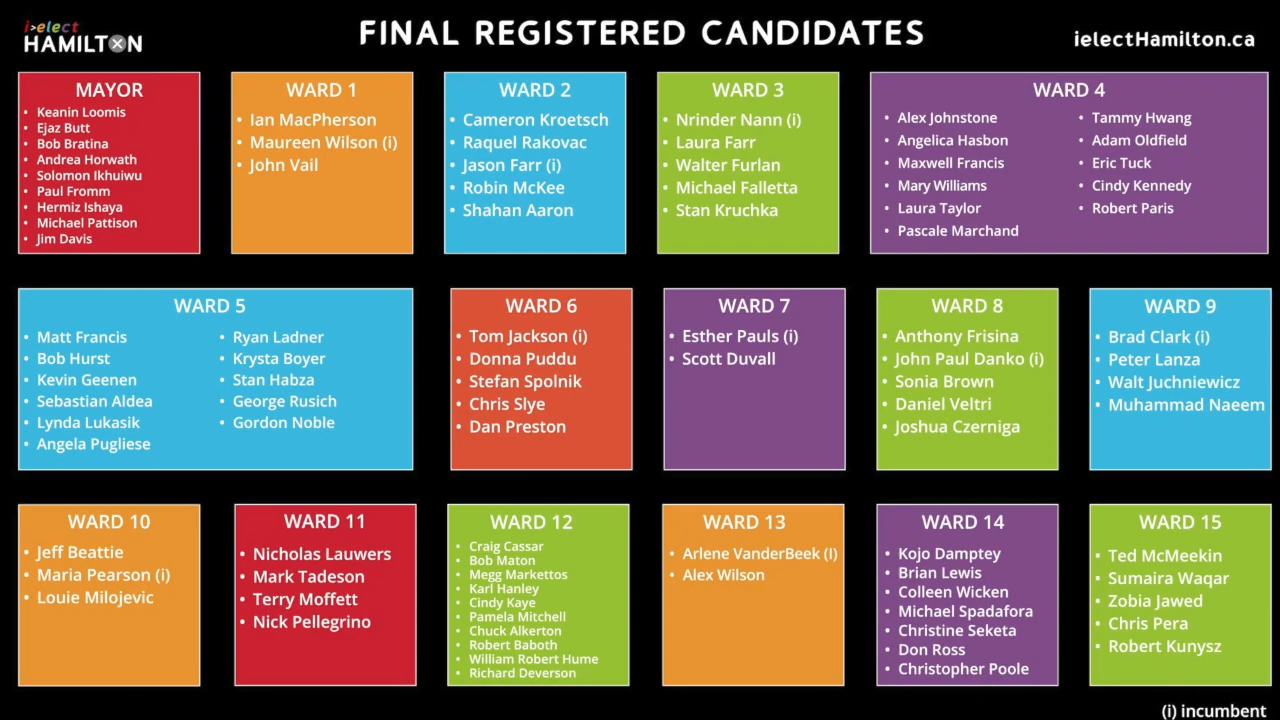 i>elect
HAMILTON
FINAL REGISTERED CANDIDATES
ielectHamilton.ca
MAYOR
• Keanin Loomis
• Ejaz Butt
• Bob Bratina
• Andrea Horwath
• Solomon Ikhuiwu
• Paul Fromm
• Hermiz Ishaya
• Michael Pattison
• Jim Davis
WARD 1
• Ian MacPherson
• Maureen Wilson (i)
• John Vail
WARD 2
• Cameron Kroetsch
• Raquel Rakovac
• Jason Farr (i)
• Robin McKee
• Shahan Aaron
WARD 3
• Nrinder Nann (i)
• Laura Farr
• Walter Furlan
• Michael Falletta
• Stan Kruchka
WARD 4
• Alex Johnstone
• Angelica Hasbon
• Maxwell Francis
• Mary Williams
• Laura Taylor
• Pascale Marchand
• Tammy Hwang
• Adam Oldfield
• Eric Tuck
• Cindy Kennedy
• Robert Paris
WARD 5
• Matt Francis
• Bob Hurst
• Kevin Geenen
• Sebastian Aldea
• Lynda Lukasik
• Angela Pugliese
• Ryan Ladner
• Krysta Boyer
• Stan Habza
• George Rusich
• Gordon Noble
WARD 6
• Tom Jackson (i)
• Donna Puddu
• Stefan Spolnik
• Chris Slye
• Dan Preston
WARD 7
• Esther Pauls (i)
• Scott Duvall
WARD 8
• Anthony Frisina
• John Paul Danko (i)
• Sonia Brown
• Daniel Veltri
• Joshua Czerniga
WARD 9
• Brad Clark (i)
• Peter Lanza
• Walt Juchniewicz
• Muhammad Naeem
WARD 10
• Jeff Beattie
• Maria Pearson (i)
• Louie Milojevic
WARD 11
• Nicholas Lauwers
• Mark Tadeson
• Terry Moffett
• Nick Pellegrino
WARD 12
• Craig Cassar
• Bob Maton
• Megg Markettos
• Karl Hanley
• Cindy Kaye
• Pamela Mitchell
• Chuck Alkerton
• Robert Baboth
• William Robert Hume
• Richard Deverson
WARD 13
• Arlene VanderBeek (I)
• Alex Wilson
WARD 14
• Kojo Damptey
• Brian Lewis
• Colleen Wicken
• Michael Spadafora
• Christine Seketa
• Don Ross
• Christopher Poole
WARD 15
• Ted McMeekin
• Sumaira Waqar
• Zobia Jawed
• Chris Pera
• Robert Kunysz
(i) incumbent